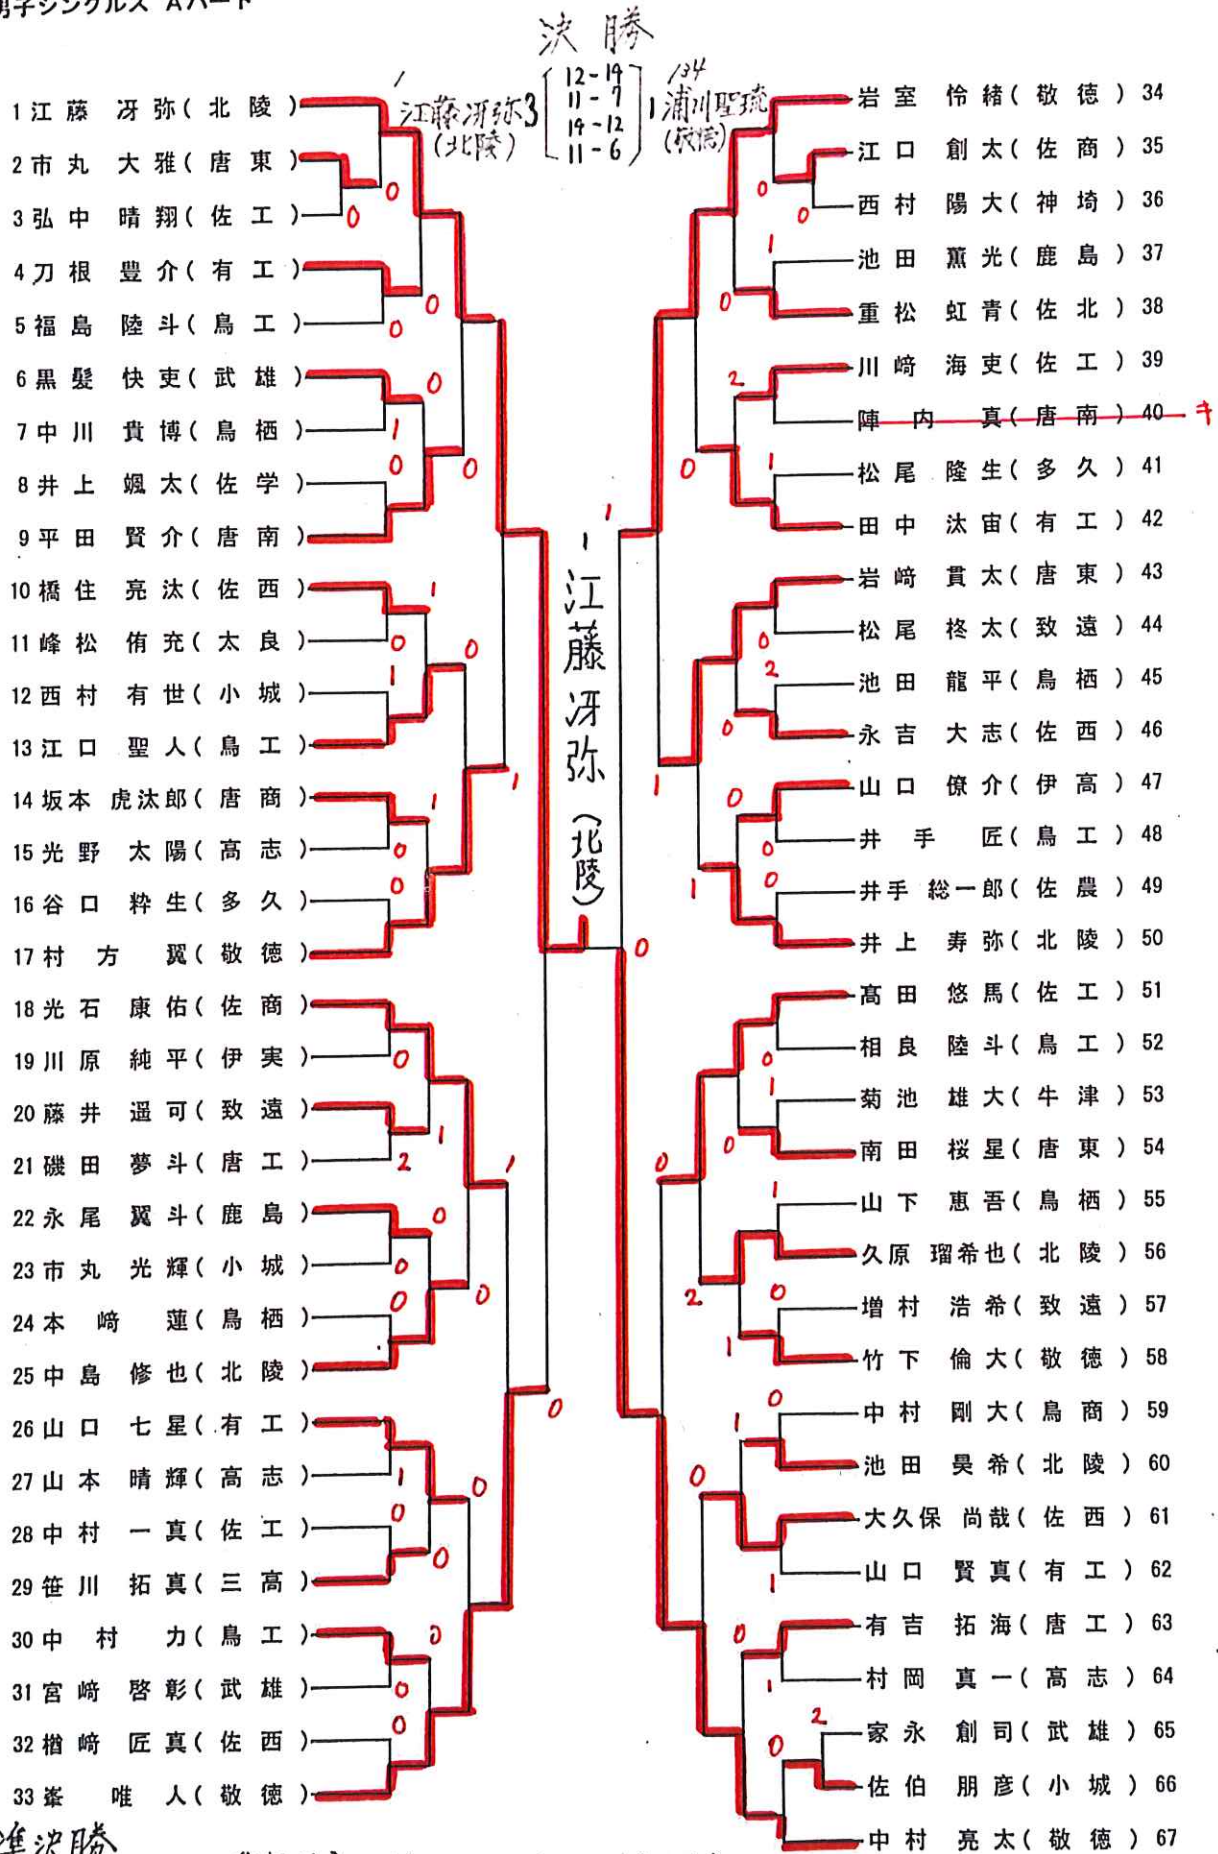 男子シングルス Aパート
決勝
1 江藤冴弥 (北陵) 3 [12-14 11-7 14-12 11-6] 1 134 浦川聖琉 (敬徳)
1 江藤 冴弥(北陵)
2 市丸 大雅(唐東)
3 弘中 晴翔(佐工)
4 刀根 豊介(有工)
5 福島 陸斗(鳥工)
6 黒髪 快吏(武雄)
7 中川 貴博(鳥栖)
8 井上 颯太(佐学)
9 平田 賢介(唐南)
10 橋住 亮汰(佐西)
11 峰松 侑充(太良)
12 西村 有世(小城)
13 江口 聖人(鳥工)
14 坂本 虎汰郎(唐商)
15 光野 太陽(高志)
16 谷口 粋生(多久)
17 村方 翼(敬徳)
18 光石 康佑(佐商)
19 川原 純平(伊実)
20 藤井 遥可(致遠)
21 磯田 夢斗(唐工)
22 永尾 翼斗(鹿島)
23 市丸 光輝(小城)
24 本﨑 蓮(鳥栖)
25 中島 修也(北陵)
26 山口 七星(有工)
27 山本 晴輝(高志)
28 中村 一真(佐工)
29 笹川 拓真(三高)
30 中村 力(鳥工)
31 宮﨑 啓彰(武雄)
32 楢﨑 匠真(佐西)
33 峯 唯人(敬徳)
1 江藤冴弥(北陵)
岩室 怜緒(敬徳) 34
江口 創太(佐商) 35
西村 陽大(神埼) 36
池田 薫光(鹿島) 37
重松 虹青(佐北) 38
川﨑 海吏(佐工) 39
陣内 真(唐南) 40 キ
松尾 隆生(多久) 41
田中 汰宙(有工) 42
岩﨑 貫太(唐東) 43
松尾 柊太(致遠) 44
池田 龍平(鳥栖) 45
永吉 大志(佐西) 46
山口 僚介(伊高) 47
井手 匠(鳥工) 48
井手 総一郎(佐農) 49
井上 寿弥(北陵) 50
髙田 悠馬(佐工) 51
相良 陸斗(鳥工) 52
菊池 雄大(牛津) 53
南田 桜星(唐東) 54
山下 恵吾(鳥栖) 55
久原 瑠希也(北陵) 56
増村 浩希(致遠) 57
竹下 倫大(敬徳) 58
中村 剛大(鳥商) 59
池田 昊希(北陵) 60
大久保 尚哉(佐西) 61
山口 賢真(有工) 62
有吉 拓海(唐工) 63
村岡 真一(高志) 64
家永 創司(武雄) 65
佐伯 朋彦(小城) 66
中村 亮太(敬徳) 67
準決勝